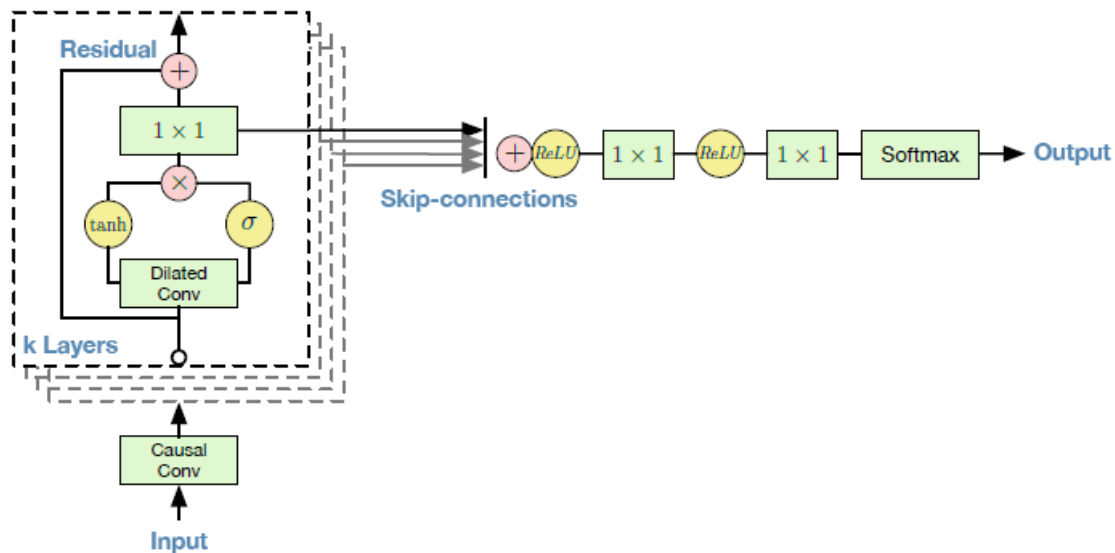 Residual
+
1 × 1
×
tanh
σ
Dilated
Conv
k Layers
Causal
Conv
Input
+
ReLU
1 × 1
ReLU
1 × 1
Softmax
Output
Skip-connections